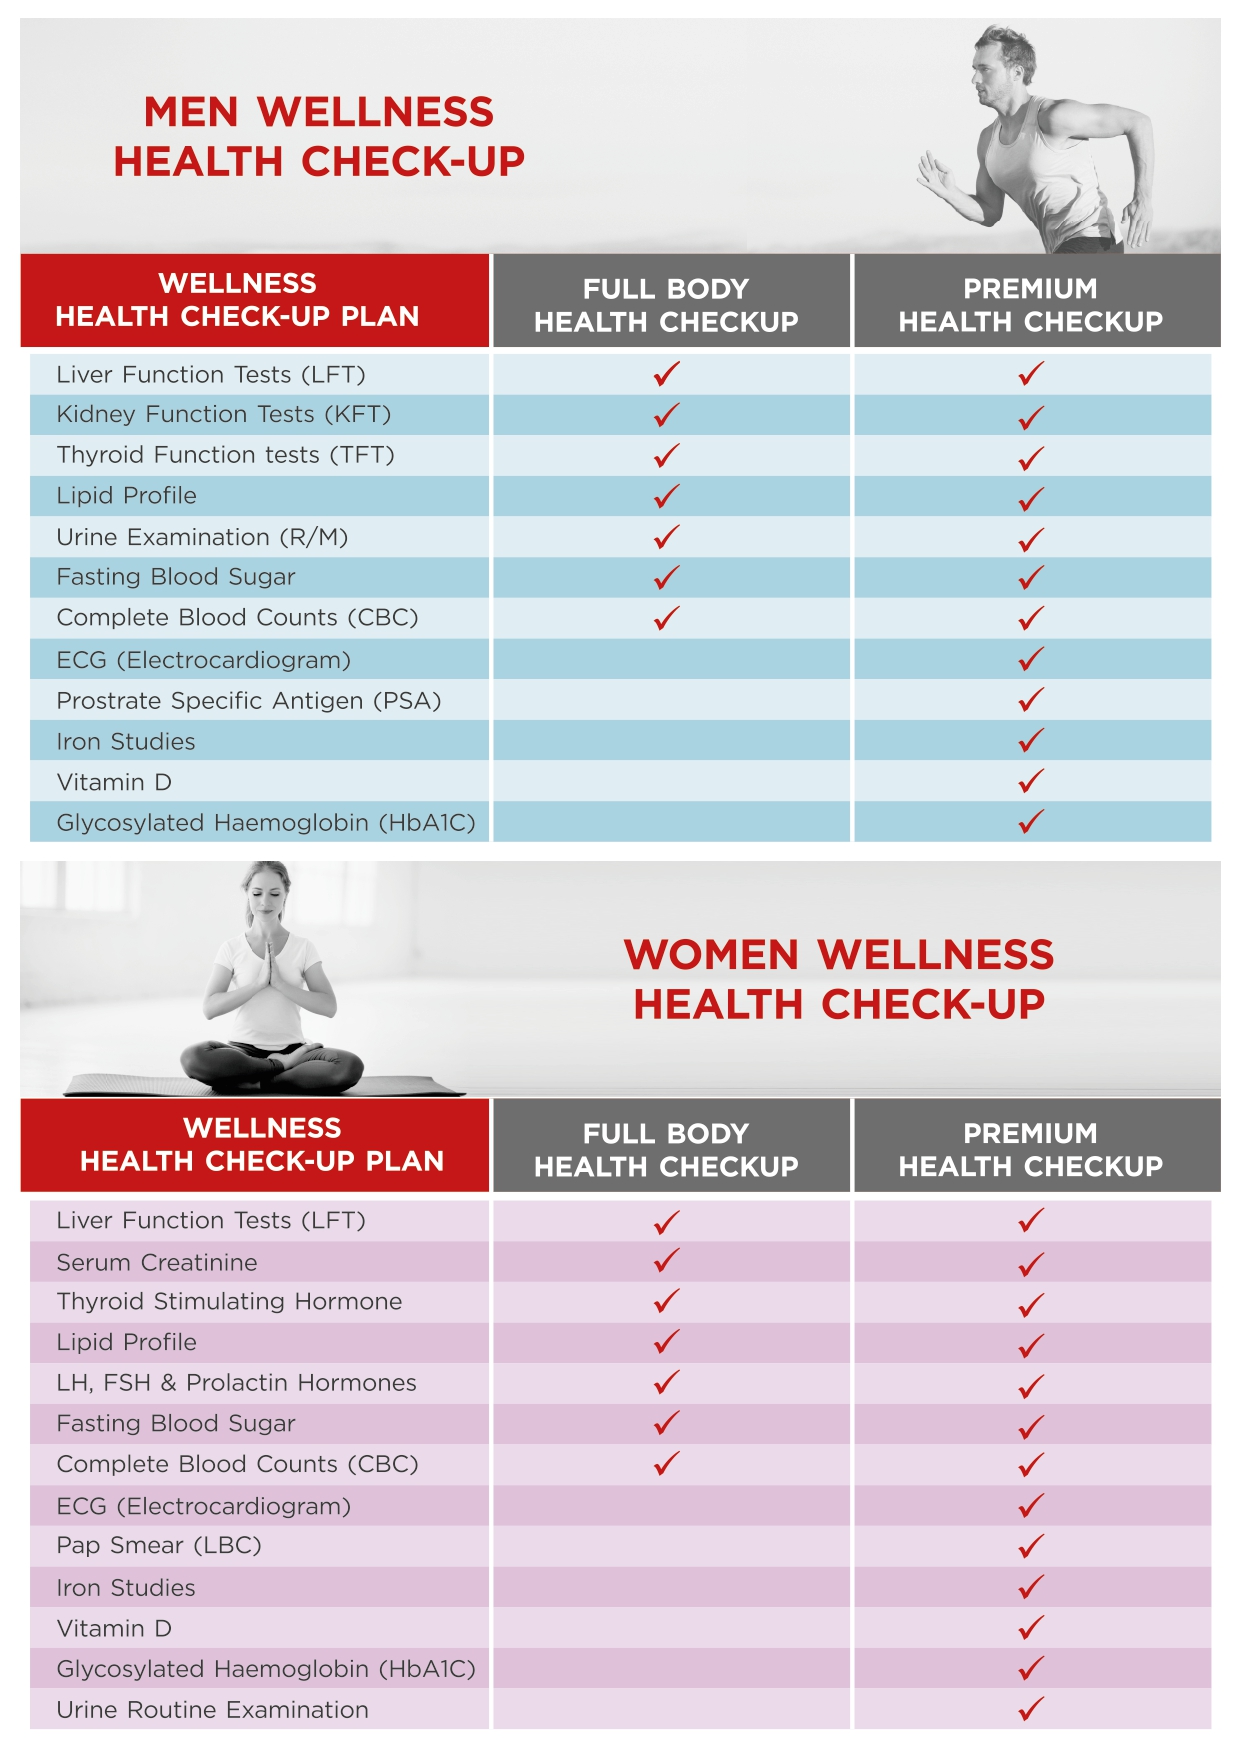 MEN WELLNESS
HEALTH CHECK-UP
WELLNESS
HEALTH CHECK-UP PLAN
FULL BODY
HEALTH CHECKUP
PREMIUM
HEALTH CHECKUP
Liver Function Tests (LFT)
Kidney Function Tests (KFT)
Thyroid Function tests (TFT)
Lipid Profile
Urine Examination (R/M)
Fasting Blood Sugar
Complete Blood Counts (CBC)
ECG (Electrocardiogram)
Prostrate Specific Antigen (PSA)
Iron Studies
Vitamin D
Glycosylated Haemoglobin (HbA1C)
WOMEN WELLNESS
HEALTH CHECK-UP
WELLNESS
HEALTH CHECK-UP PLAN
FULL BODY
HEALTH CHECKUP
PREMIUM
HEALTH CHECKUP
Liver Function Tests (LFT)
Serum Creatinine
Thyroid Stimulating Hormone
Lipid Profile
LH, FSH & Prolactin Hormones
Fasting Blood Sugar
Complete Blood Counts (CBC)
ECG (Electrocardiogram)
Pap Smear (LBC)
Iron Studies
Vitamin D
Glycosylated Haemoglobin (HbA1C)
Urine Routine Examination